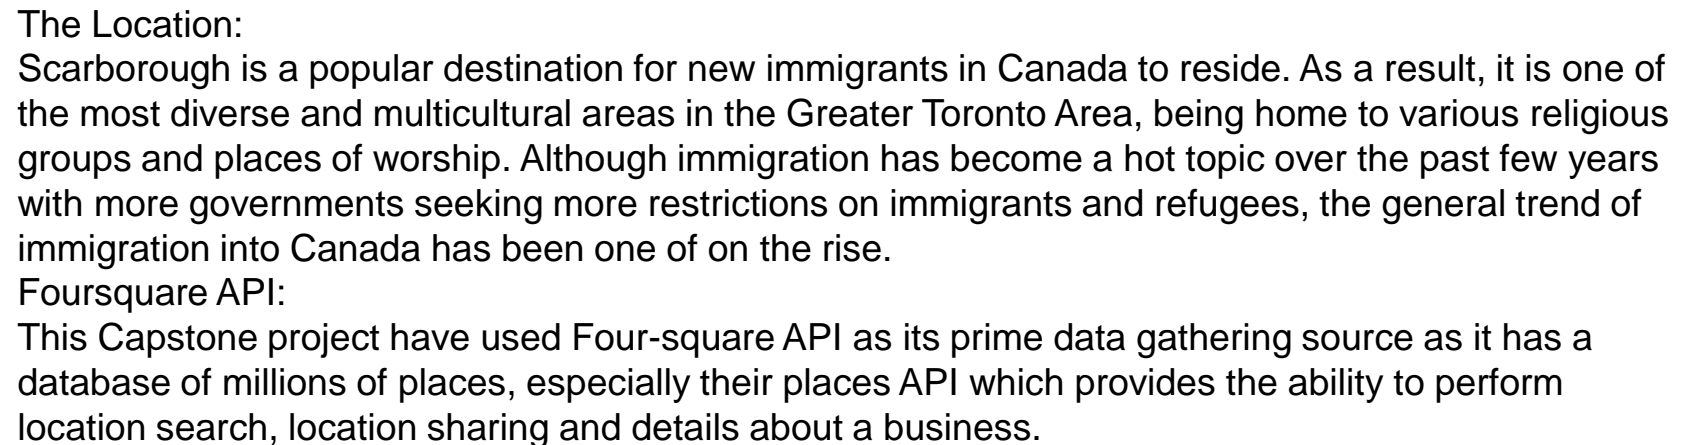 The Location:
Scarborough is a popular destination for new immigrants in Canada to reside. As a result, it is one of
the most diverse and multicultural areas in the Greater Toronto Area, being home to various religious
groups and places of worship. Although immigration has become a hot topic over the past few years
with more governments seeking more restrictions on immigrants and refugees, the general trend of
immigration into Canada has been one of on the rise.
Foursquare API:
This Capstone project have used Four-square API as its prime data gathering source as it has a
database of millions of places, especially their places API which provides the ability to perform
location search, location sharing and details about a business.